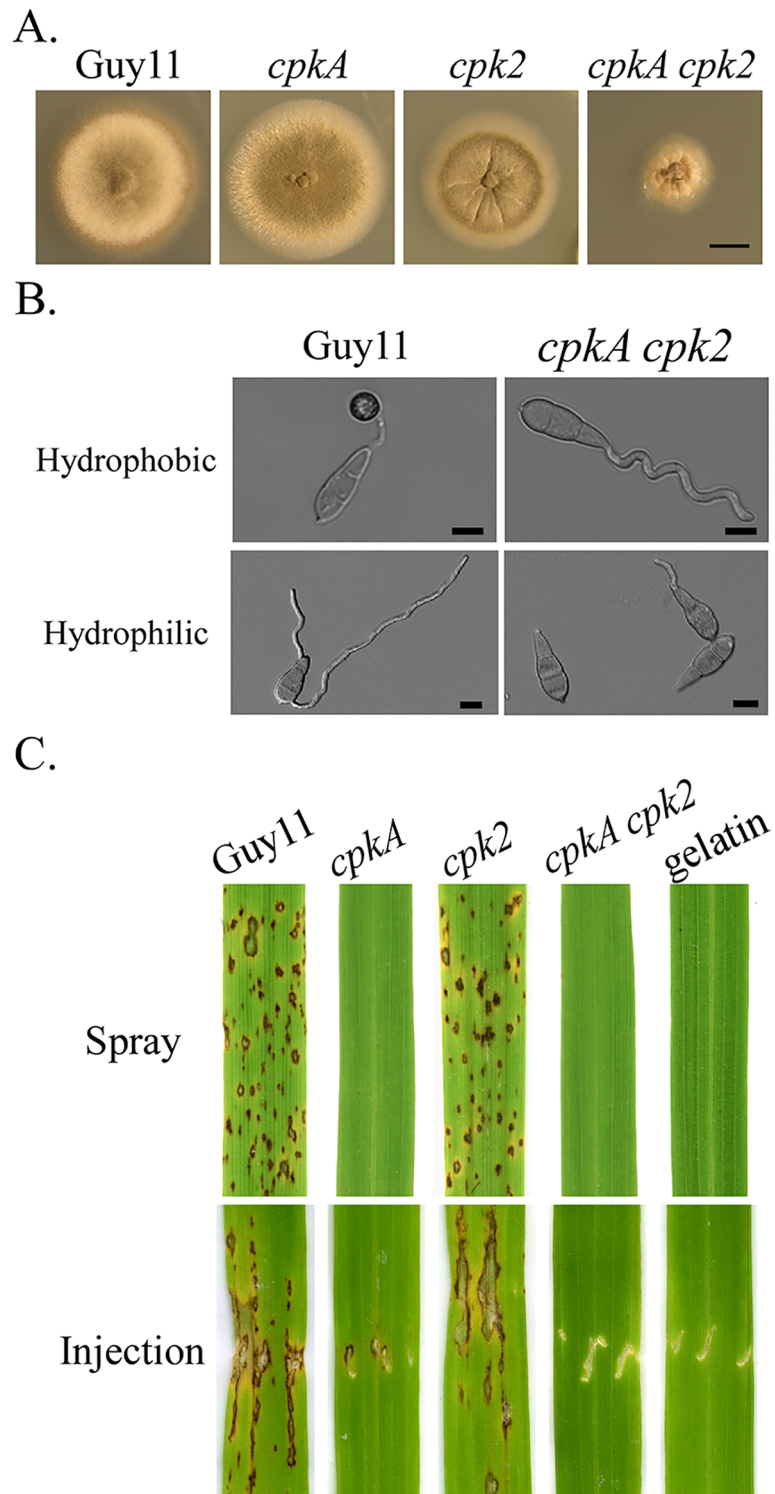 A.
Guy11 cpkA cpk2 cpkA cpk2
B.
Guy11 cpkA cpk2
Hydrophobic
Hydrophilic
C.
Guy11 cpkA cpk2 cpkA cpk2 gelatin
Spray
Injection